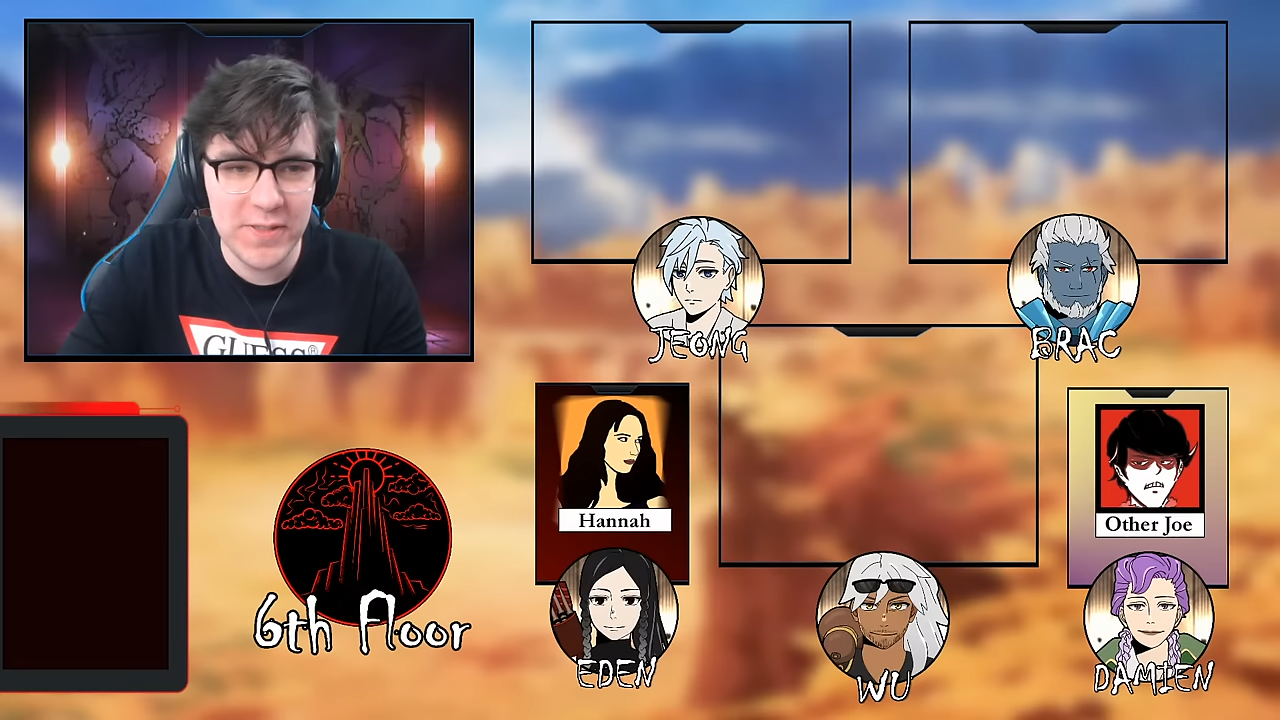 GUESS®
JEONG
BRAC
Hannah
Other Joe
6th Floor
EDEN
WU
DAMIEN